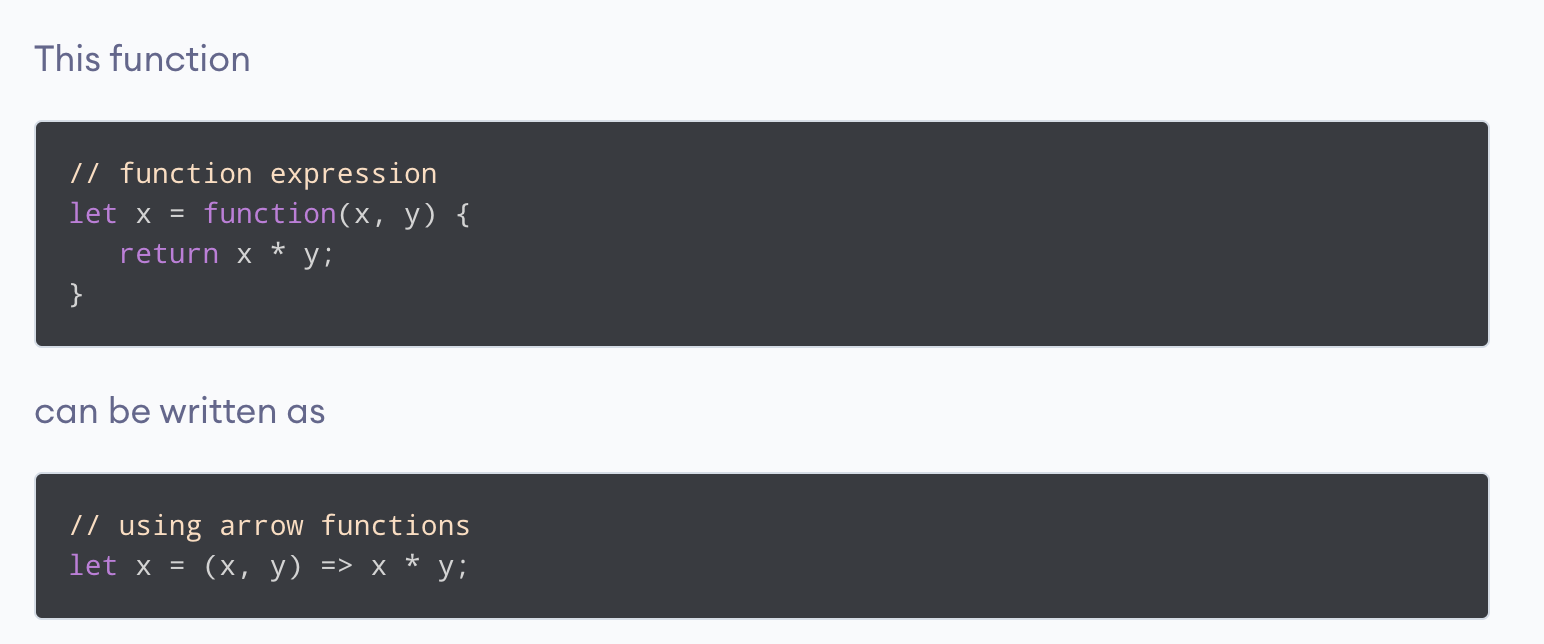 This function
// function expression
let x = function(x, y) {
   return x * y;
}
can be written as
// using arrow functions
let x = (x, y) => x * y;